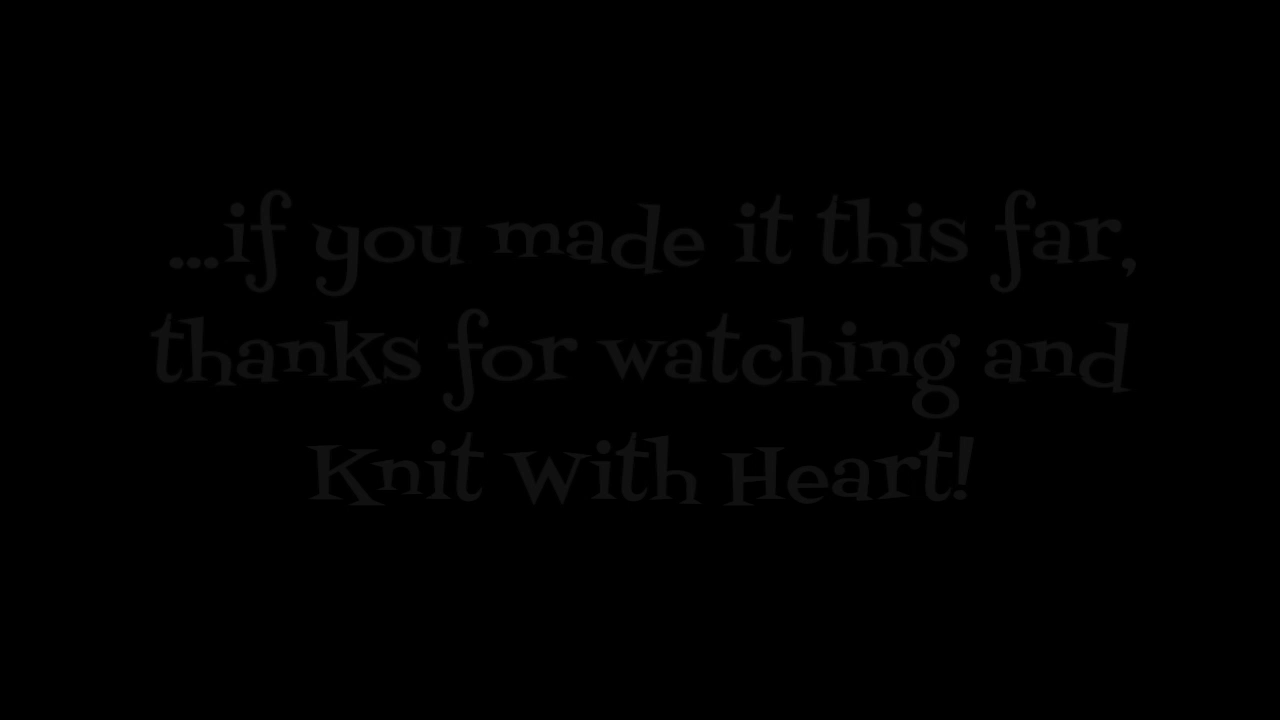 ...if you made it this far,
thanks for watching and
Knit With Heart!